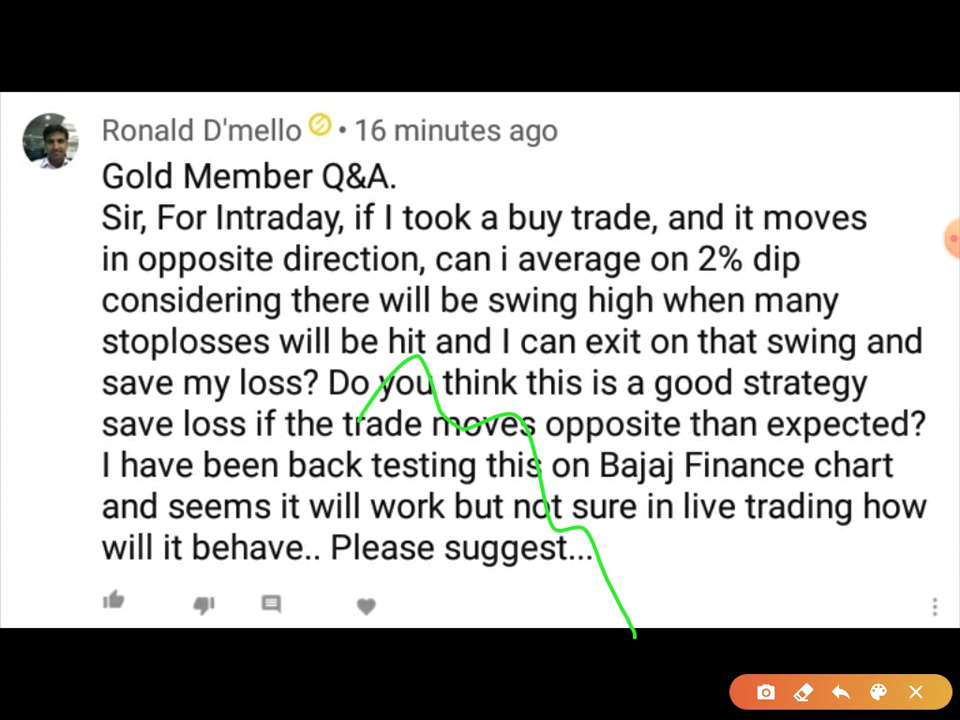 Ronald D'mello • 16 minutes ago
Gold Member Q&A.
Sir, For Intraday, if I took a buy trade, and it moves
in opposite direction, can i average on 2% dip
considering there will be swing high when many
stoplosses will be hit and I can exit on that swing and
save my loss? Do you think this is a good strategy
save loss if the trade moves opposite than expected?
I have been back testing this on Bajaj Finance chart
and seems it will work but not sure in live trading how
will it behave.. Please suggest...